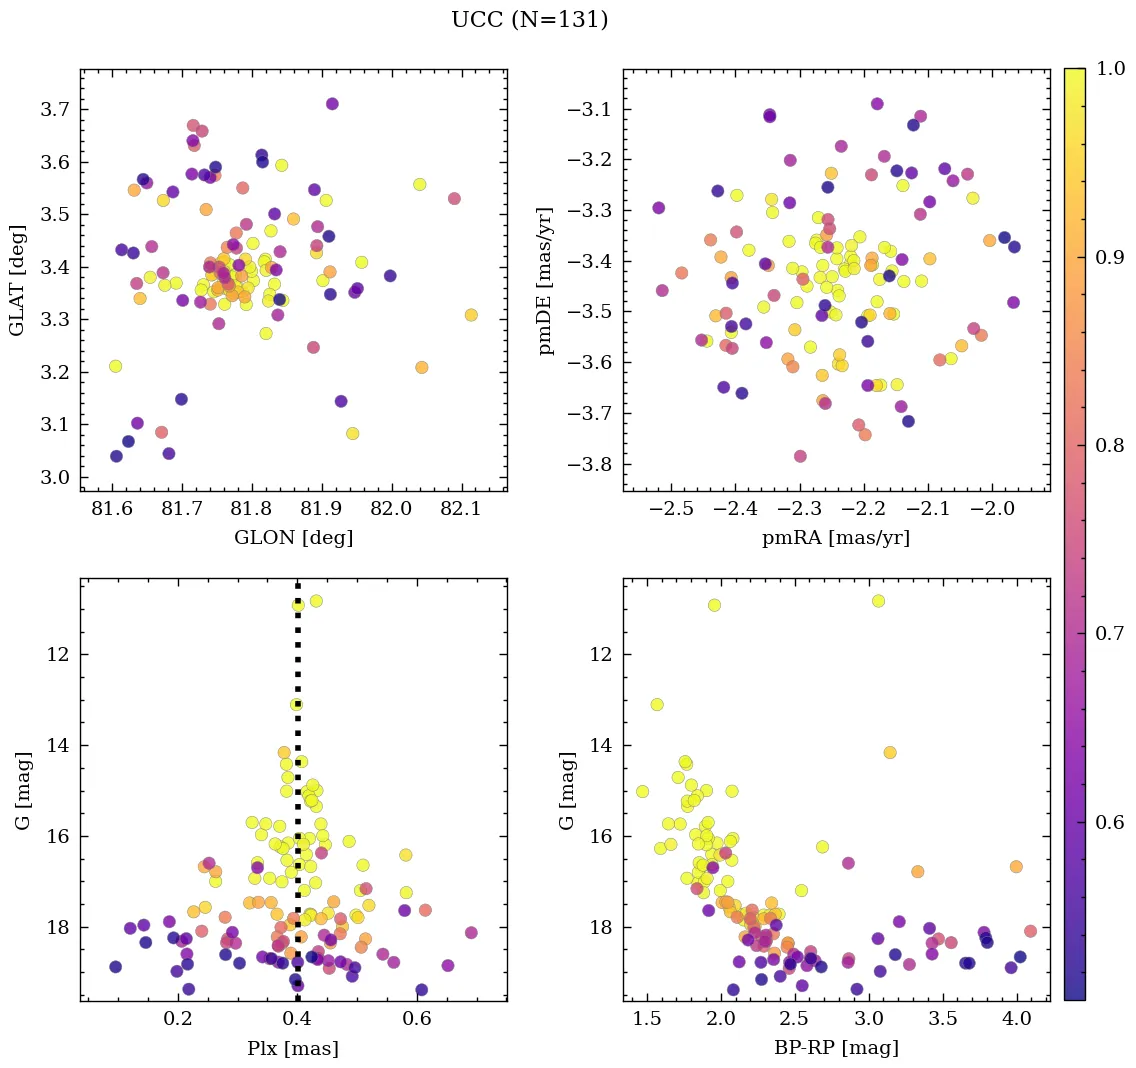 UCC (N=131)
3.7
3.6
3.5
3.4
3.3
3.2
3.1
3.0
GLAT [deg]
81.6 81.7 81.8 81.9 82.0 82.1
GLON [deg]
−3.1
−3.2
−3.3
−3.4
−3.5
−3.6
−3.7
−3.8
pmDE [mas/yr]
−2.5 −2.4 −2.3 −2.2 −2.1 −2.0
pmRA [mas/yr]
1.0
0.9
0.8
0.7
0.6
12
14
16
18
G [mag]
0.2 0.4 0.6
Plx [mas]
12
14
16
18
G [mag]
1.5 2.0 2.5 3.0 3.5 4.0
BP-RP [mag]